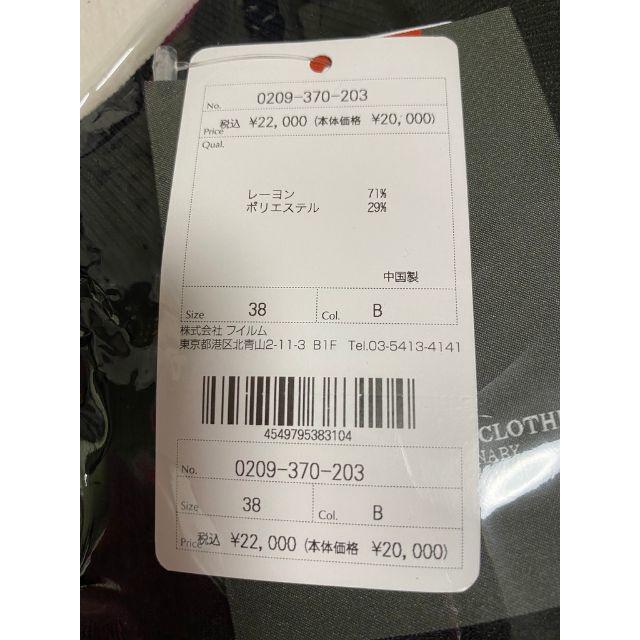 No. 0209-370-203
Price 税込 ¥22,000 (本体価格 ¥20,000)
Qual.
レーヨン 71%
ポリエステル 29%
中国製
Size 38 Col. B
株式会社 フイルム
東京都港区北青山2-11-3 B1F Tel.03-5413-4141
4549795383104
No. 0209-370-203
Size 38 Col. B
Price 税込 ¥22,000 (本体価格 ¥20,000)